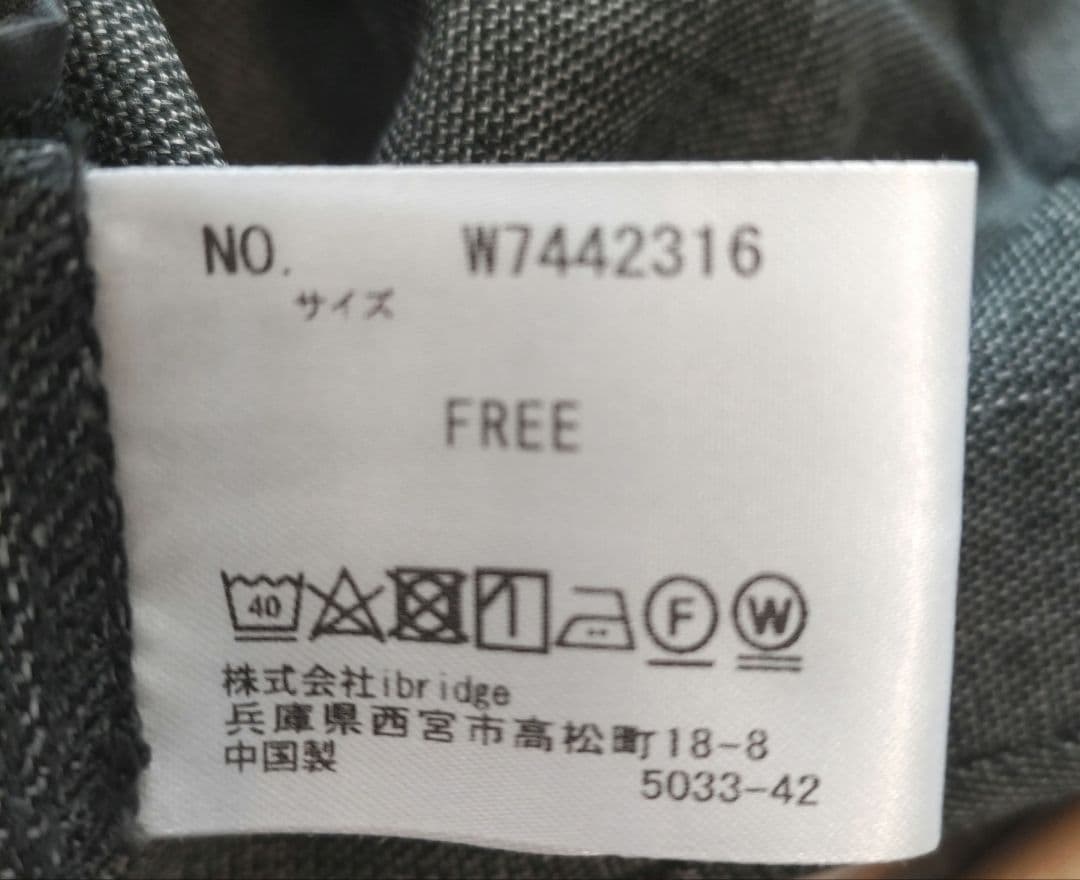 NO. W7442316
サイズ
FREE
40 F W
株式会社ibridge
兵庫県西宮市高松町18-8
中国製
5033-42